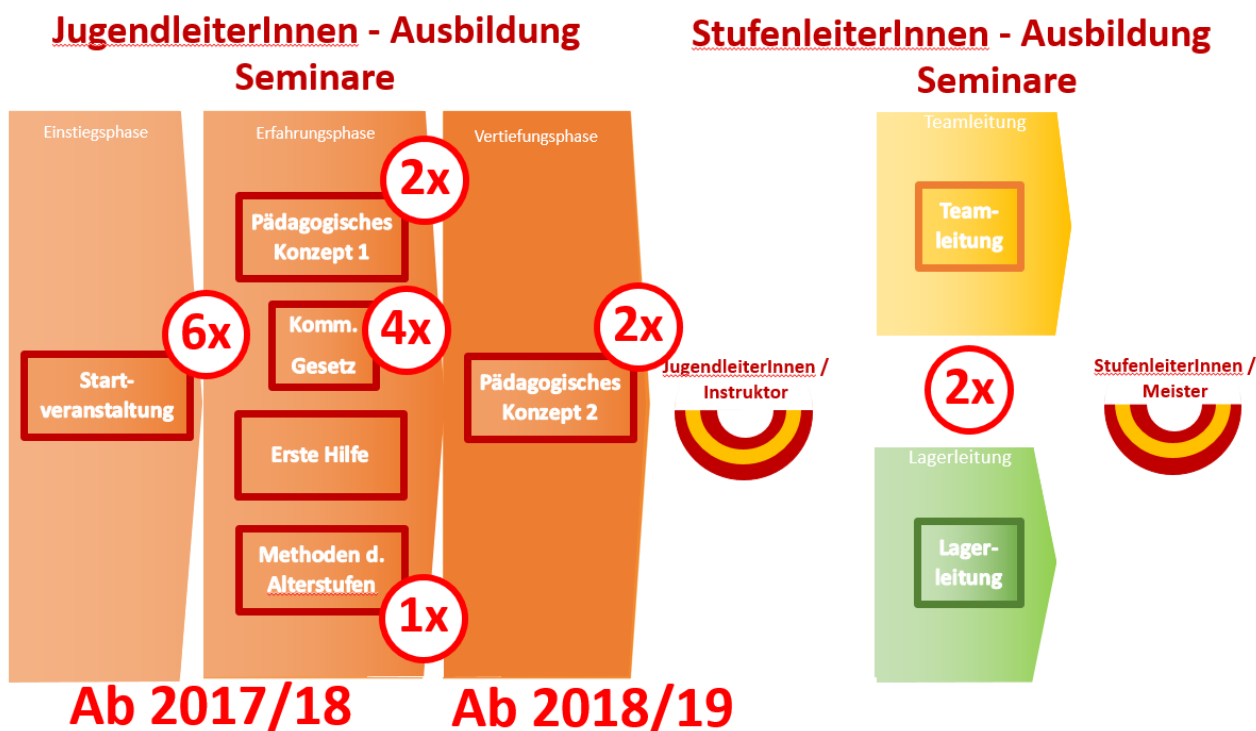 JugendleiterInnen - Ausbildung
Seminare
StufenleiterInnen - Ausbildung
Seminare
Einstiegsphase
Erfahrungsphase
Vertiefungsphase
Teamleitung
2x
Pädagogisches
Konzept 1
Team-
leitung
6x
Komm.
Gesetz
4x
2x
Start-
veranstaltung
Pädagogisches
Konzept 2
JugendleiterInnen /
Instruktor
2x
StufenleiterInnen /
Meister
Erste Hilfe
Lagerleitung
Methoden d.
Alterstufen
1x
Lager-
leitung
Ab 2017/18
Ab 2018/19